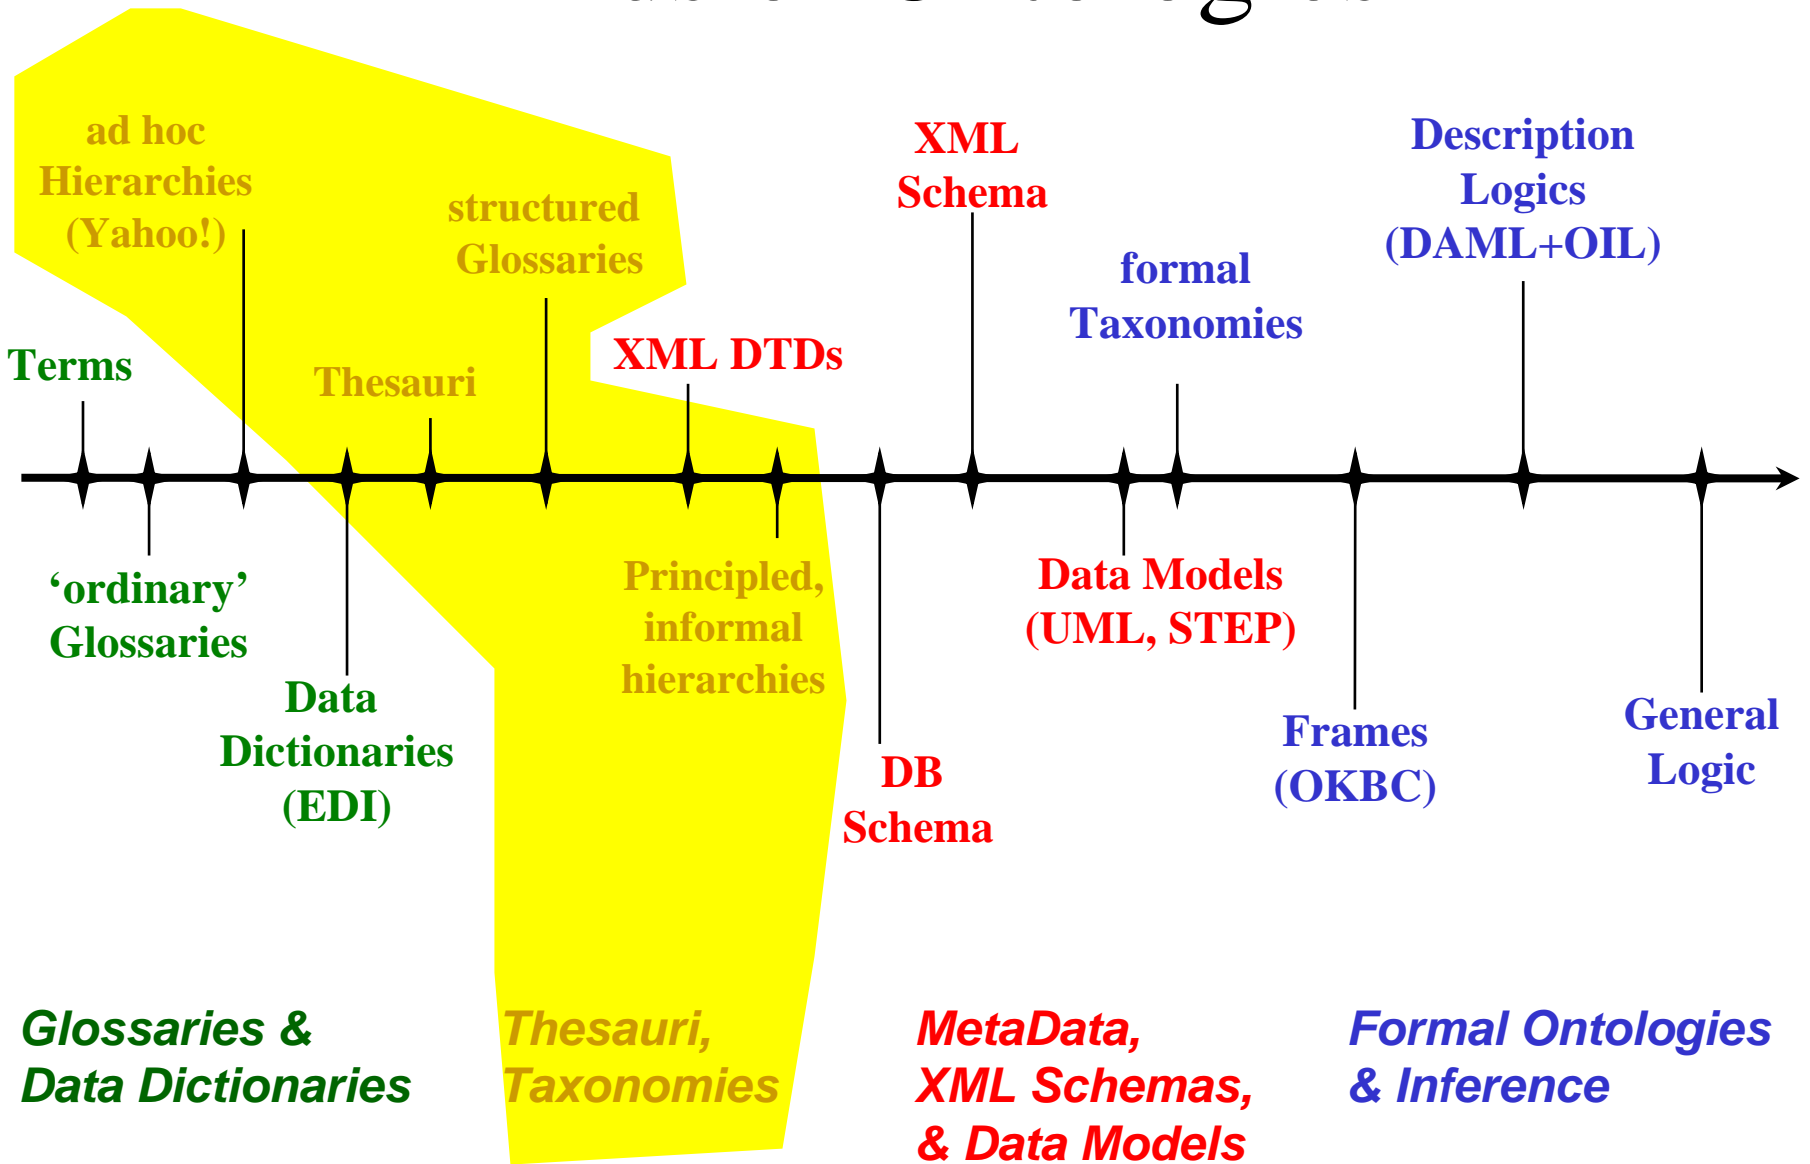 ad hoc
Hierarchies
(Yahoo!)
structured
Glossaries
XML
Schema
Description
Logics
(DAML+OIL)
formal
Taxonomies
Terms
Thesauri
XML DTDs
‘ordinary’
Glossaries
Data
Dictionaries
(EDI)
Principled,
informal
hierarchies
DB
Schema
Data Models
(UML, STEP)
Frames
(OKBC)
General
Logic
Glossaries &
Data Dictionaries
Thesauri,
Taxonomies
MetaData,
XML Schemas,
& Data Models
Formal Ontologies
& Inference